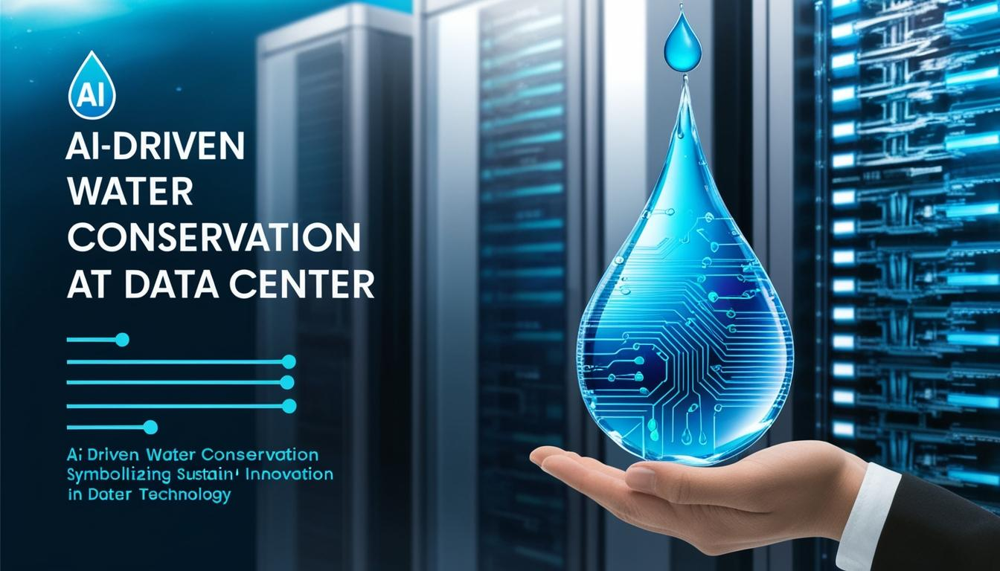 AI
AI-DRIVEN
WATER
CONSERVATION
AT DATA CENTER
Ai Driven Water Conservation
Symbollizing Sustain' Innovation
in Dater Technology